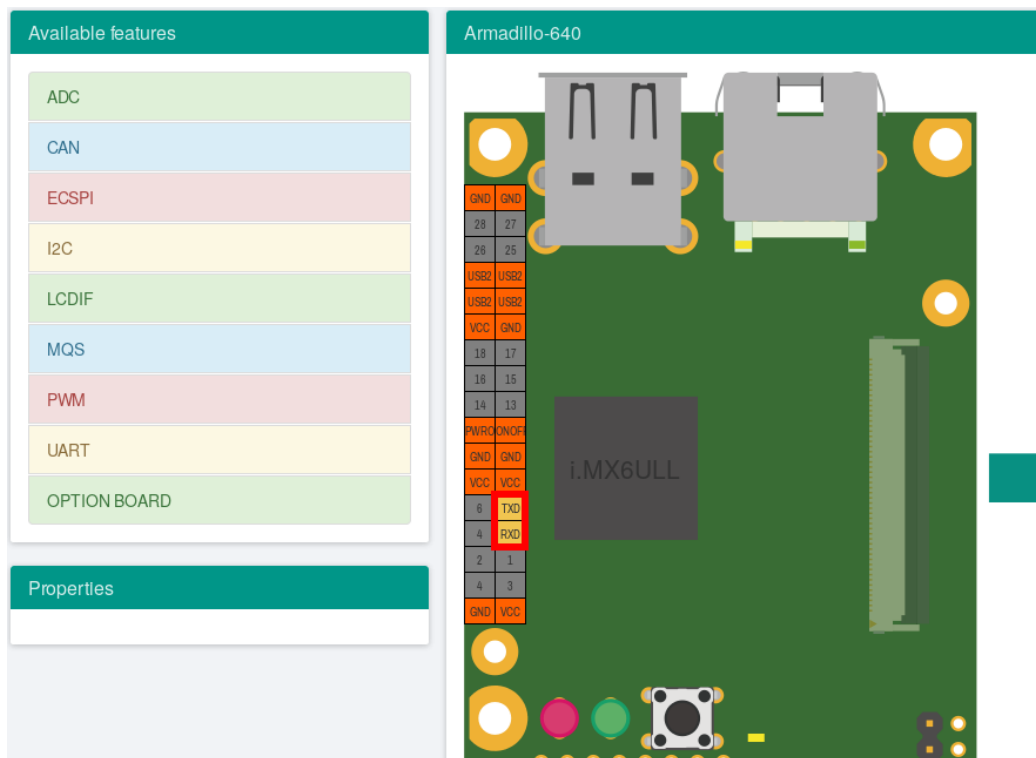 Available features
ADC
CAN
ECSPI
I2C
LCDIF
MQS
PWM
UART
OPTION BOARD
Properties
Armadillo-640
GND GND
28 27
26 25
USB2 USB2
USB2 USB2
VCC GND
18 17
16 15
14 13
PWRO ONOFF
GND GND
VCC VCC
6 TXD
4 RXD
2 1
4 3
GND VCC
i.MX6ULL